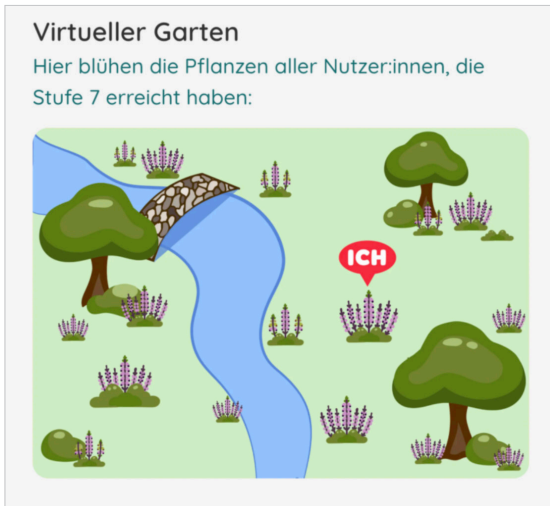 Virtueller Garten
Hier blühen die Pflanzen aller Nutzer:innen, die
Stufe 7 erreicht haben:
ICH